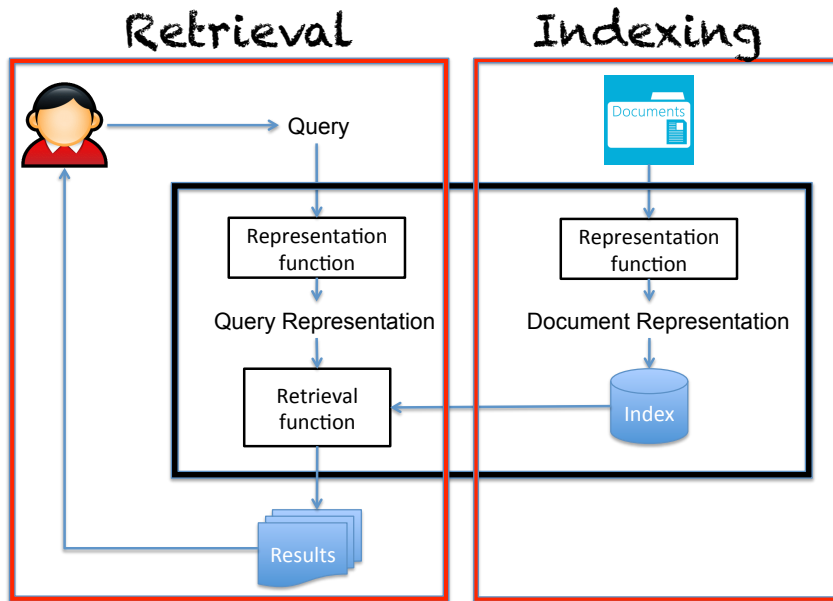 Retrieval
Indexing
Query
Documents
Representation
function
Representation
function
Query Representation
Document Representation
Retrieval
function
Index
Results